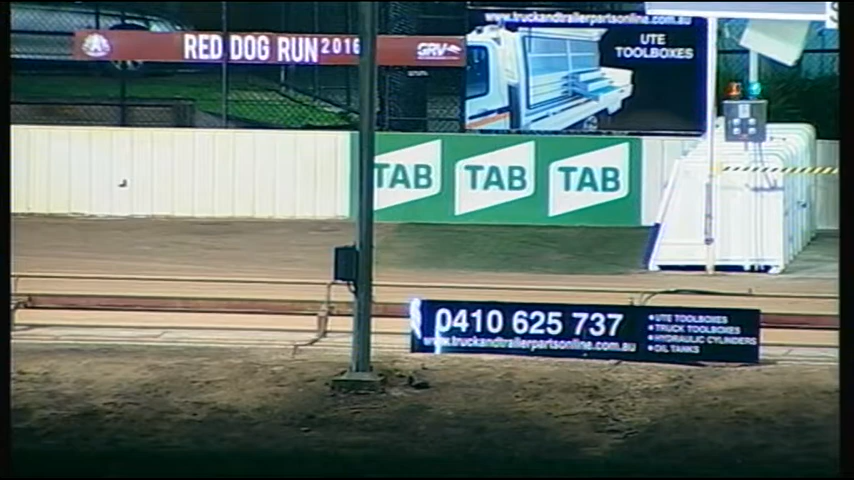 www.truckandtrailerpartsonline.com.au
RED DOG RUN 2016
GRV
UTE
TOOLBOXES
TAB TAB TAB
0410 625 737
www.truckandtrailerpartsonline.com.au
• UTE TOOLBOXES
• TRUCK TOOLBOXES
• HYDRAULIC CYLINDERS
• OIL TANKS